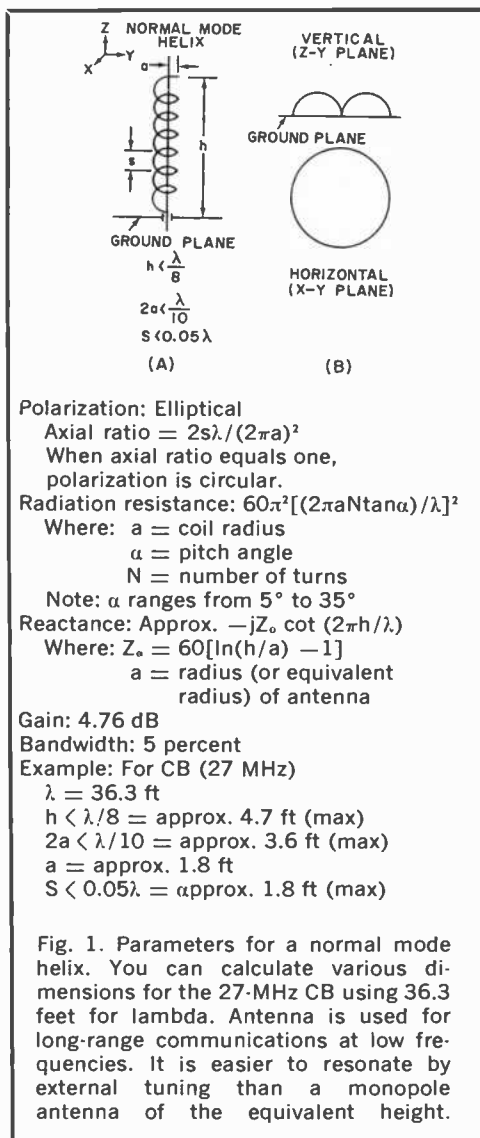 Z
Y
X
NORMAL MODE
HELIX
a
h
s
GROUND PLANE
h < λ/8
2a < λ/10
S < 0.05λ
(A)
VERTICAL
(Z-Y PLANE)
GROUND PLANE
HORIZONTAL
(X-Y PLANE)
(B)
Polarization: Elliptical
Axial ratio = 2sλ/(2πa)²
When axial ratio equals one,
polarization is circular.
Radiation resistance: 60π²[(2πaNtanα)/λ]²
Where: a = coil radius
α = pitch angle
N = number of turns
Note: α ranges from 5° to 35°
Reactance: Approx. −jZₒ cot (2πh/λ)
Where: Zₒ = 60[ln(h/a) −1]
a = radius (or equivalent
radius) of antenna
Gain: 4.76 dB
Bandwidth: 5 percent
Example: For CB (27 MHz)
λ = 36.3 ft
h < λ/8 = approx. 4.7 ft (max)
2a < λ/10 = approx. 3.6 ft (max)
a = approx. 1.8 ft
S < 0.05λ = αpprox. 1.8 ft (max)
Fig. 1. Parameters for a normal mode
helix. You can calculate various di-
mensions for the 27-MHz CB using 36.3
feet for lambda. Antenna is used for
long-range communications at low fre-
quencies. It is easier to resonate by
external tuning than a monopole
antenna of the equivalent height.